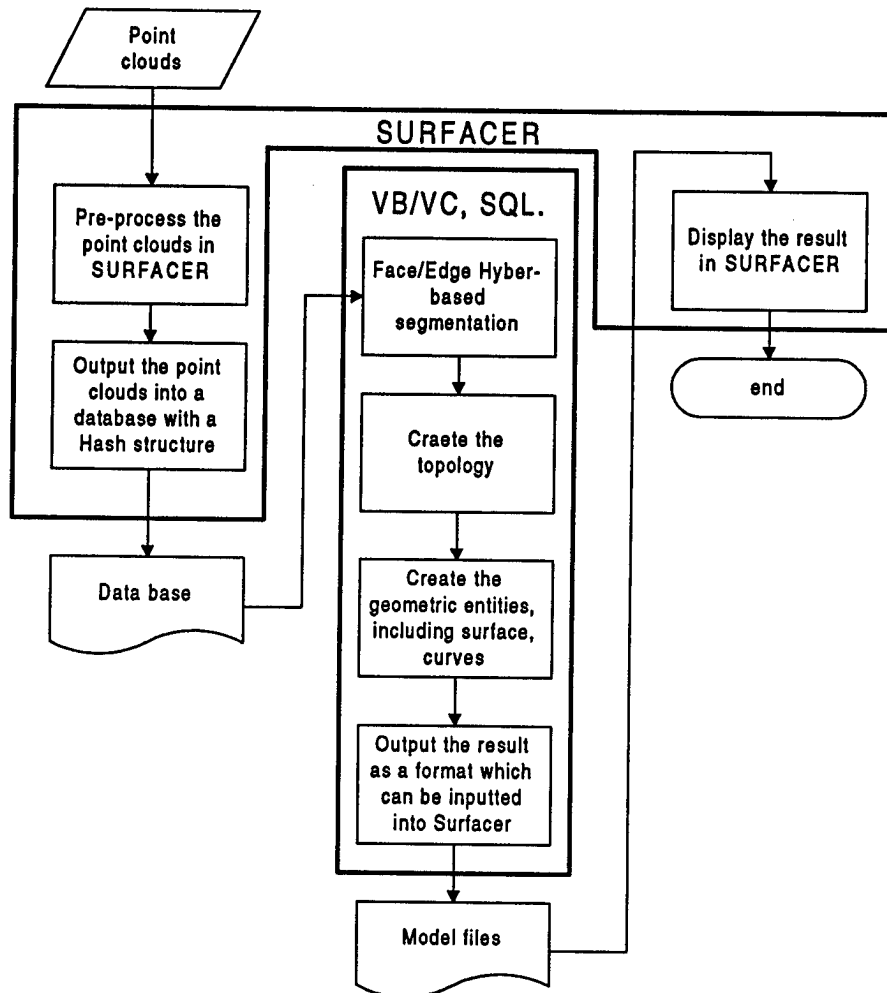 Point
clouds
SURFACER
Pre-process the
point clouds in
SURFACER
Output the point
clouds into a
database with a
Hash structure
Data base
VB/VC, SQL.
Face/Edge Hyber-
based
segmentation
Craete the
topology
Create the
geometric entities,
including surface,
curves
Output the result
as a format which
can be inputted
into Surfacer
Model files
Display the result
in SURFACER
end